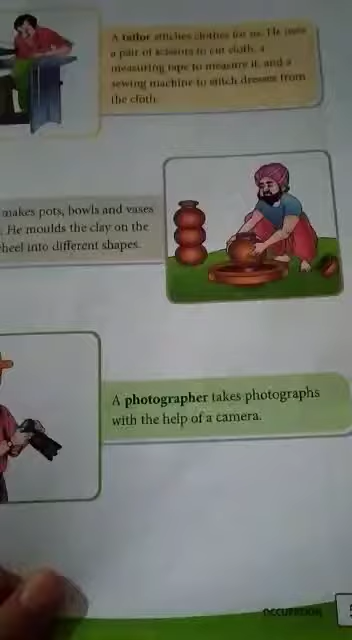 A tailor stitches clothes for us. He uses
a pair of scissors to cut cloth, a
measuring tape to measure it, and a
sewing machine to stitch dresses from
the cloth.
makes pots, bowls and vases
. He moulds the clay on the
heel into different shapes.
A photographer takes photographs
with the help of a camera.
OCCUPATION